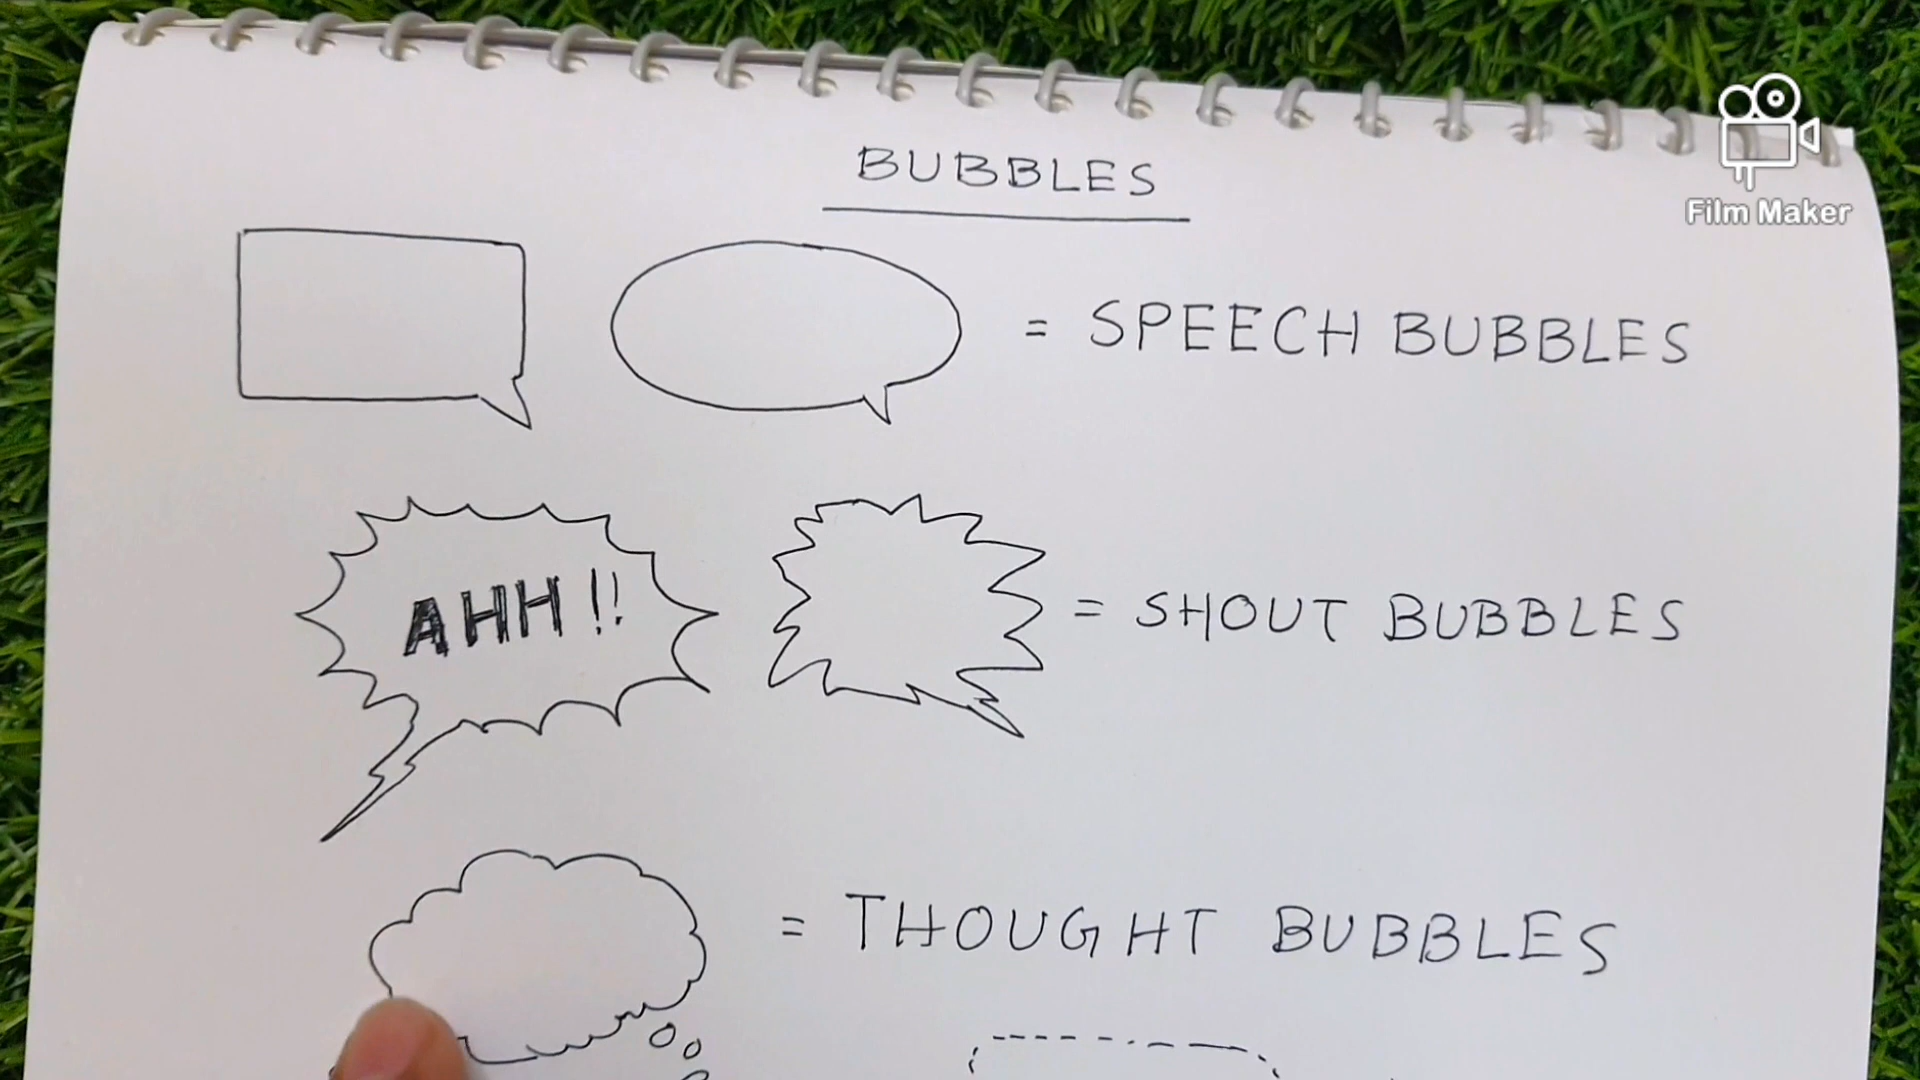 BUBBLES
= SPEECH BUBBLES
AHH!!
= SHOUT BUBBLES
= THOUGHT BUBBLES
Film Maker